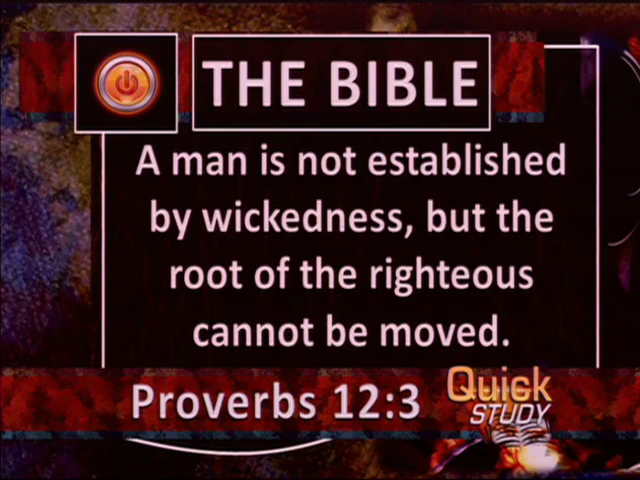 THE BIBLE
A man is not established
by wickedness, but the
root of the righteous
cannot be moved.
Proverbs 12:3
Quick
STUDY